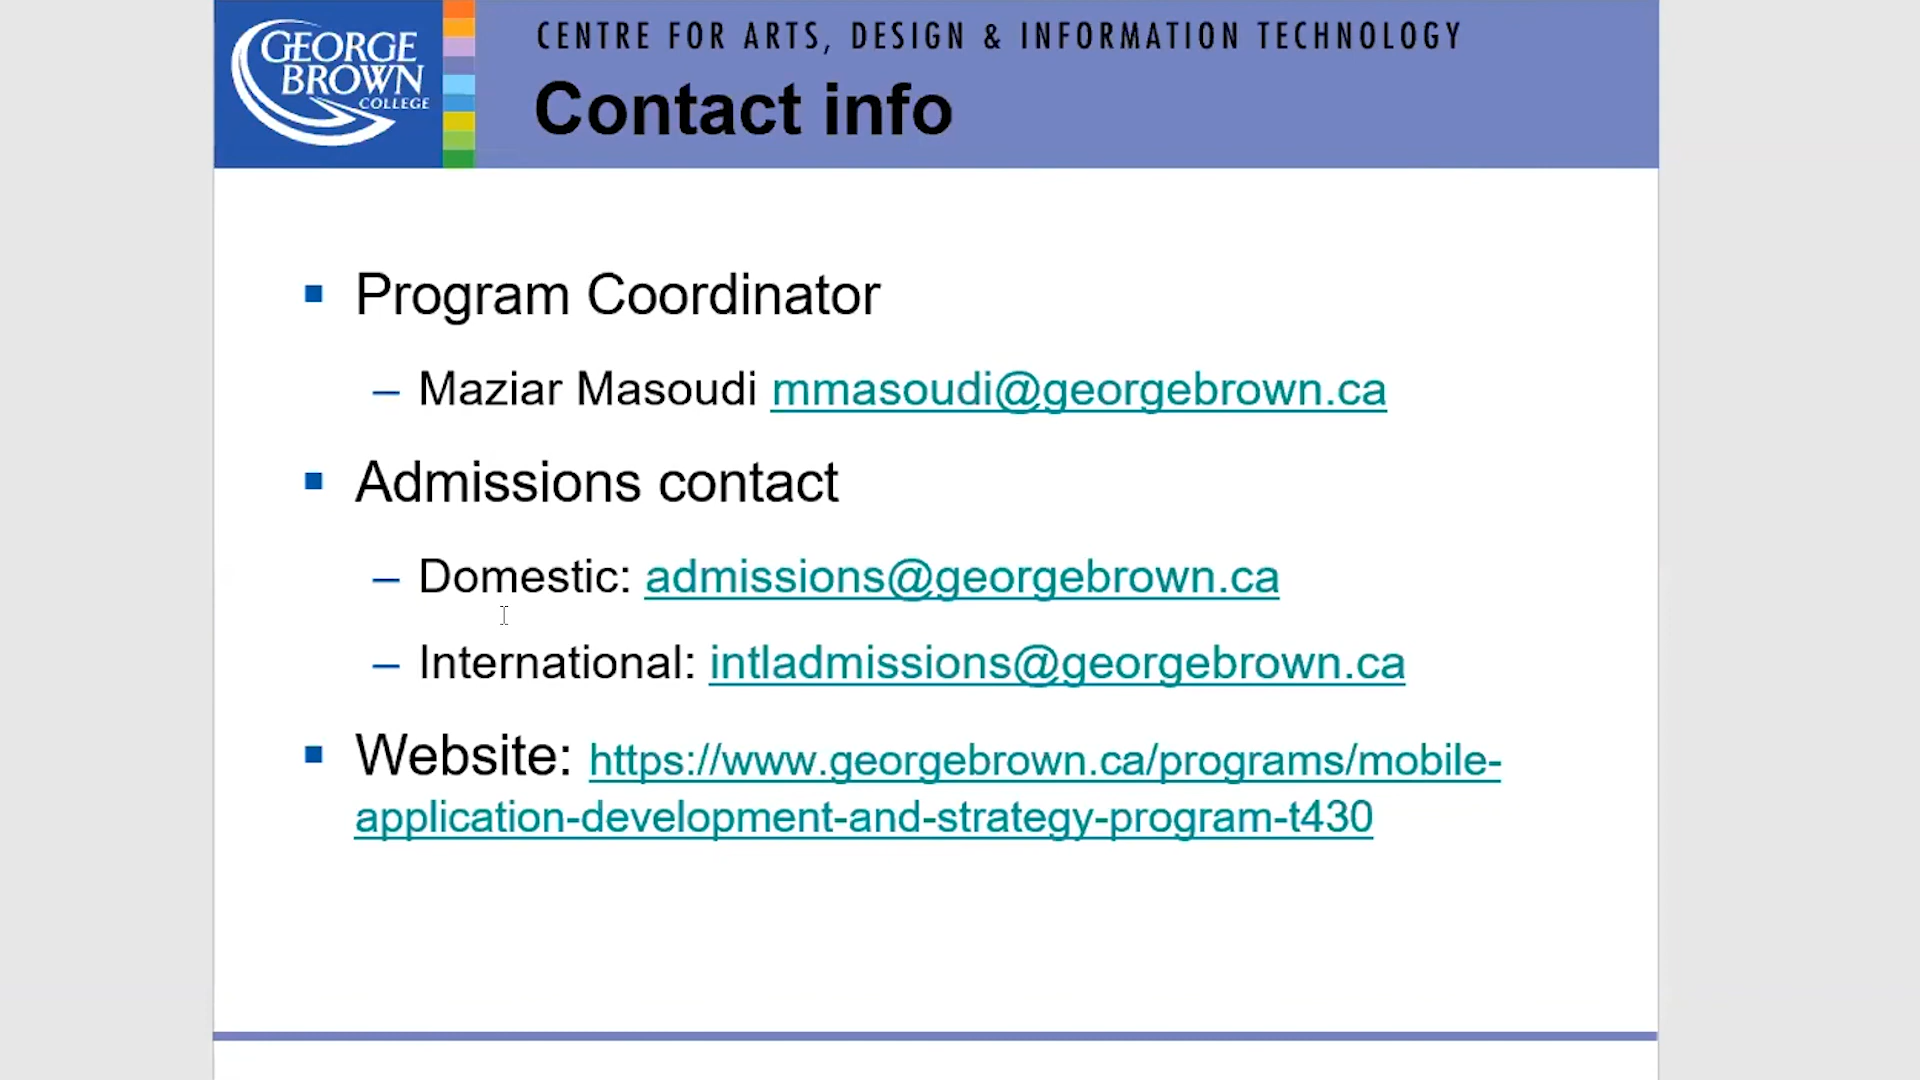 GEORGE
BROWN
COLLEGE
CENTRE FOR ARTS, DESIGN & INFORMATION TECHNOLOGY
Contact info
Program Coordinator
– Maziar Masoudi mmasoudi@georgebrown.ca
Admissions contact
– Domestic: admissions@georgebrown.ca
– International: intladmissions@georgebrown.ca
Website: https://www.georgebrown.ca/programs/mobile-
application-development-and-strategy-program-t430